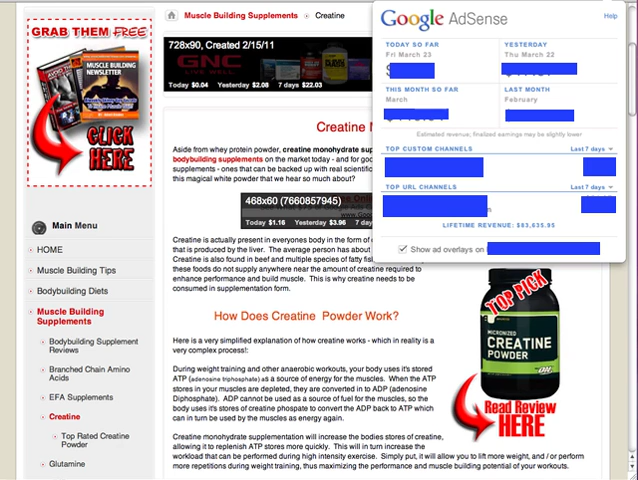 GRAB THEM FREE
MUSCLE BUILDING
NEWSLETTER
CLICK
HERE
Main Menu
HOME
Muscle Building Tips
Bodybuilding Diets
Muscle Building
Supplements
Bodybuilding Supplement
Reviews
Branched Chain Amino
Acids
EFA Supplements
Creatine
Top Rated Creatine
Powder
Glutamine
Muscle Building Supplements Creatine
728x90, Created 2/15/11
GNC
LIVE WELL
Today $0.04 Yesterday $2.08 7 days $22.03
Creatine M
Aside from whey protein powder, creatine monohydrate sup
bodybuilding supplements on the market today - and for go
supplements - ones that can be backed up with real scientifi
this magical white powder that we hear so much about?
468x60 (7660857945)
Today $1.16 Yesterday $3.96 7 da
Creatine is actually present in everyones body in the form of
that is produced by the liver. The average person has about
Creatine is also found in beef and multiple species of fatty fis
these foods do not supply anywhere near the amount of creatine required to
enhance performance and build muscle. This is why creatine needs to be
consumed in supplemention form.
How Does Creatine Powder Work?
Here is a very simplified explanation of how creatine works - which in reality is a
very complex process!:
During weight training and other anaerobic workouts, your body uses it's stored
ATP (adenosine triphosphate) as a source of energy for the muscles. When the ATP
stores in your muscles are depleted, they are converted in to ADP (adenosine
Diphosphate). ADP cannot be used as a source of fuel for the muscles, so the
body uses it's stores of creatine phospate to convert the ADP back to ATP which
can in turn be used by the muscles as energy again.
Creatine monohydrate supplementation will increase the bodies stores of creatine,
allowing it to replenish ATP stores more quickly. This will in turn increase the
workload that can be performed during high intensity exercise. Simply put, it will allow you to lift more weight, and / or perform
more repetitions during weight training, thus maximizing the performance and muscle building potential of your workouts.
Google AdSense
Help
TODAY SO FAR
Fri March 23
YESTERDAY
Thu March 22
THIS MONTH SO FAR
March
LAST MONTH
February
Estimated revenue; finalized earnings may be slightly lower
TOP CUSTOM CHANNELS Last 7 days
TOP URL CHANNELS Last 7 days
LIFETIME REVENUE: $83,635.95
Show ad overlays on
TOP PICK
MICRONIZED
CREATINE
POWDER
ON
Read Review
HERE